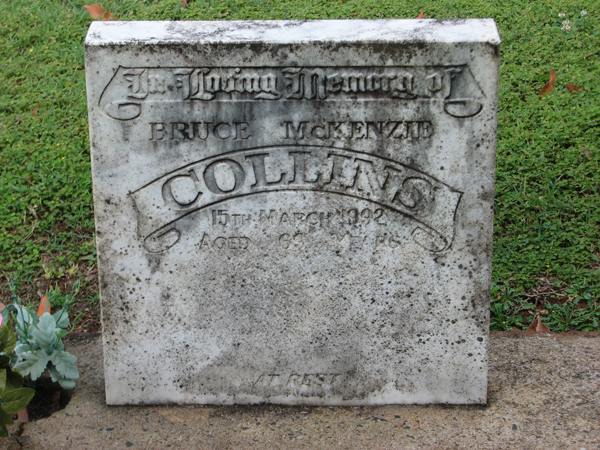 In Loving Memory of
BRUCE McKENZIE
COLLINS
15TH MARCH 1992
AGED YEARS
AT REST